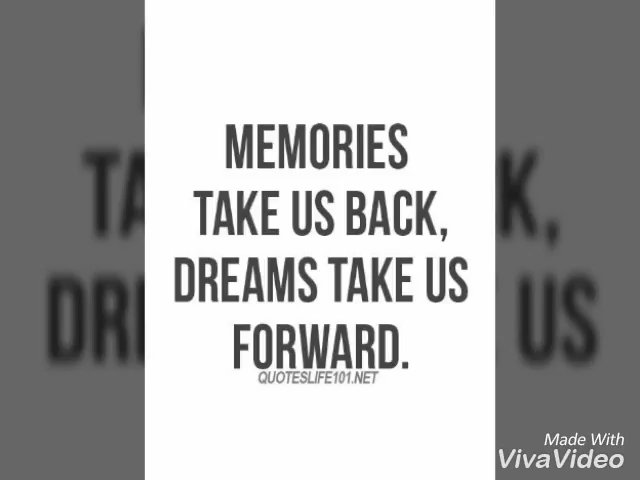 MEMORIES
TAKE US BACK,
DREAMS TAKE US
FORWARD.
QUOTESLIFE101.NET
Made With
VivaVideo